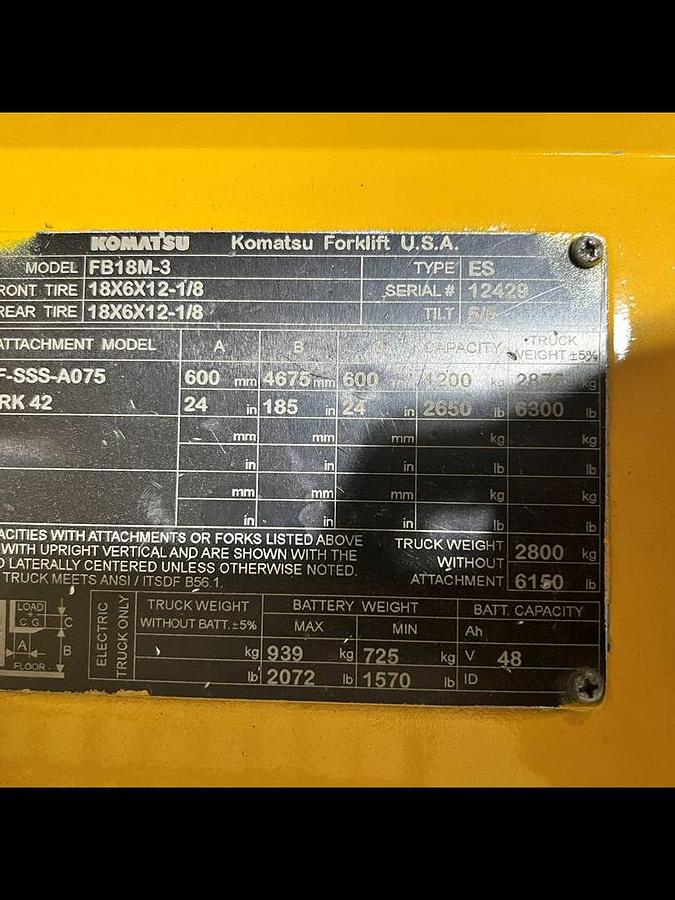 KOMATSU Komatsu Forklift U.S.A.
MODEL FB18M-3 TYPE ES
RONT TIRE 18X6X12-1/8 SERIAL # 12429
REAR TIRE 18X6X12-1/8 TILT 5/5
ATTACHMENT MODEL A B C CAPACITY TRUCK
WEIGHT ±5%
F-SSS-A075 600 mm 4675 mm 600 mm 1200 kg 2875 kg
RK 42 24 in 185 in 24 in 2650 lb 6300 lb
mm mm mm kg kg
in in in lb lb
mm mm mm kg kg
in in in lb lb
PACITIES WITH ATTACHMENTS OR FORKS LISTED ABOVE
WITH UPRIGHT VERTICAL AND ARE SHOWN WITH THE
D LATERALLY CENTERED UNLESS OTHERWISE NOTED.
TRUCK MEETS ANSI / ITSDF B56.1.
TRUCK WEIGHT 2800 kg
WITHOUT
ATTACHMENT 6150 lb
LOAD
C.G. C
A B
FLOOR
ELECTRIC
TRUCK ONLY
TRUCK WEIGHT BATTERY WEIGHT BATT. CAPACITY
WITHOUT BATT. ±5% MAX MIN Ah
kg 939 kg 725 kg V 48
lb 2072 lb 1570 lb ID